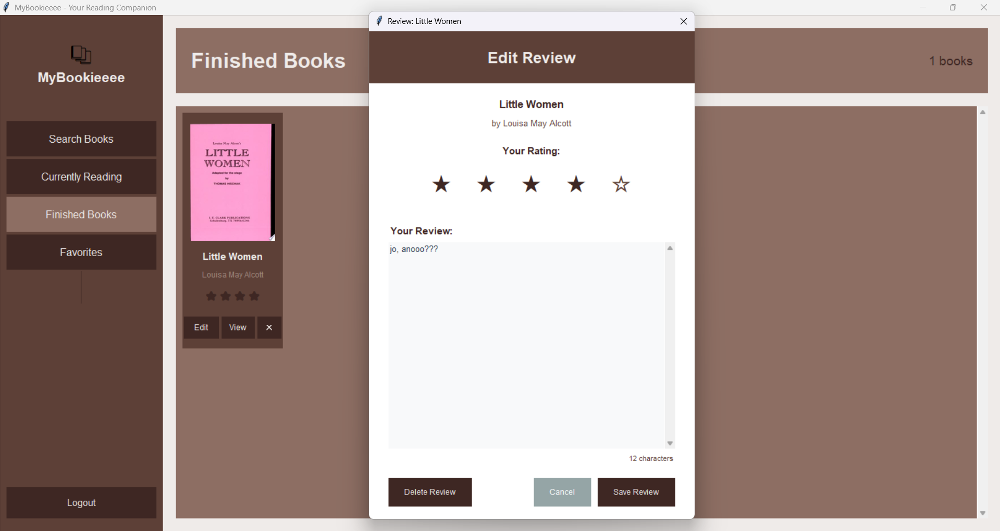 MyBookieeee - Your Reading Companion
MyBookieeee
Search Books
Currently Reading
Finished Books
Favorites
Logout
Finished Books
1 books
Louisa May Alcott's
LITTLE
WOMEN
Adapted for the stage
by
THOMAS HISCHAK
I. E. CLARK PUBLICATIONS
Schulenburg, TX 78956-0246
Little Women
Louisa May Alcott
Edit
View
Review: Little Women
Edit Review
Little Women
by Louisa May Alcott
Your Rating:
Your Review:
jo, anooo???
12 characters
Delete Review
Cancel
Save Review